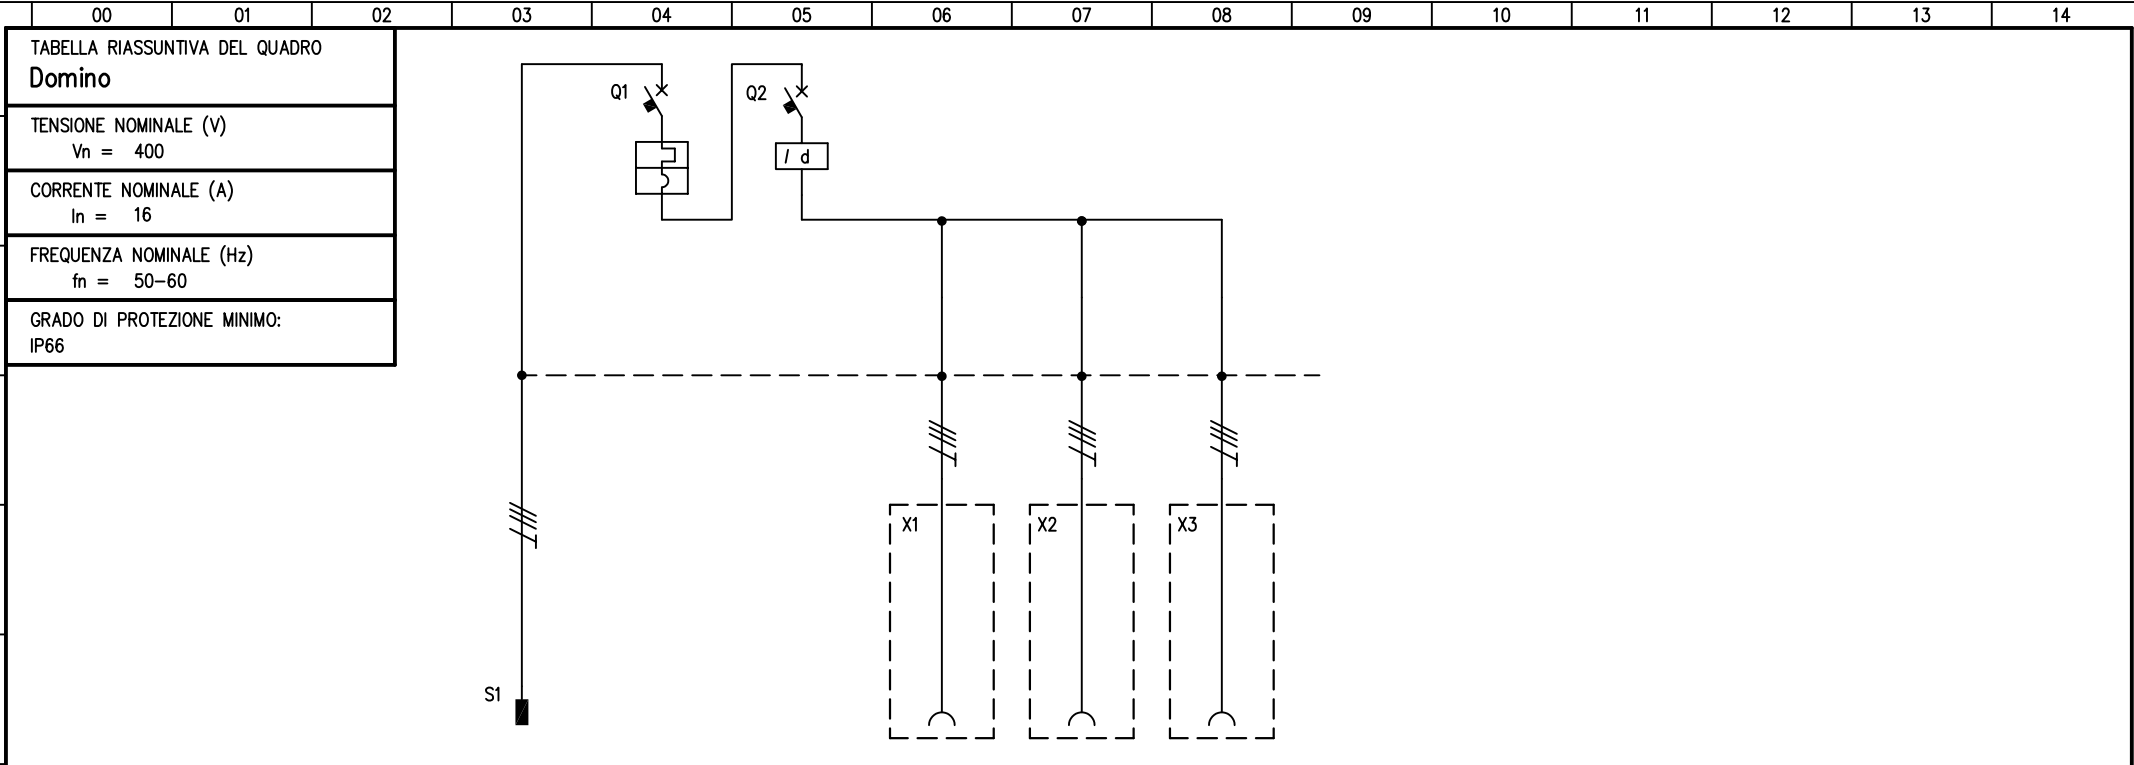 00 01 02 03 04 05 06 07 08 09 10 11 12 13 14
TABELLA RIASSUNTIVA DEL QUADRO
Domino
TENSIONE NOMINALE (V)
Vn = 400
CORRENTE NOMINALE (A)
In = 16
FREQUENZA NOMINALE (Hz)
fn = 50-60
GRADO DI PROTEZIONE MINIMO:
IP66
Q1
Q2
I d
X1
X2
X3
S1